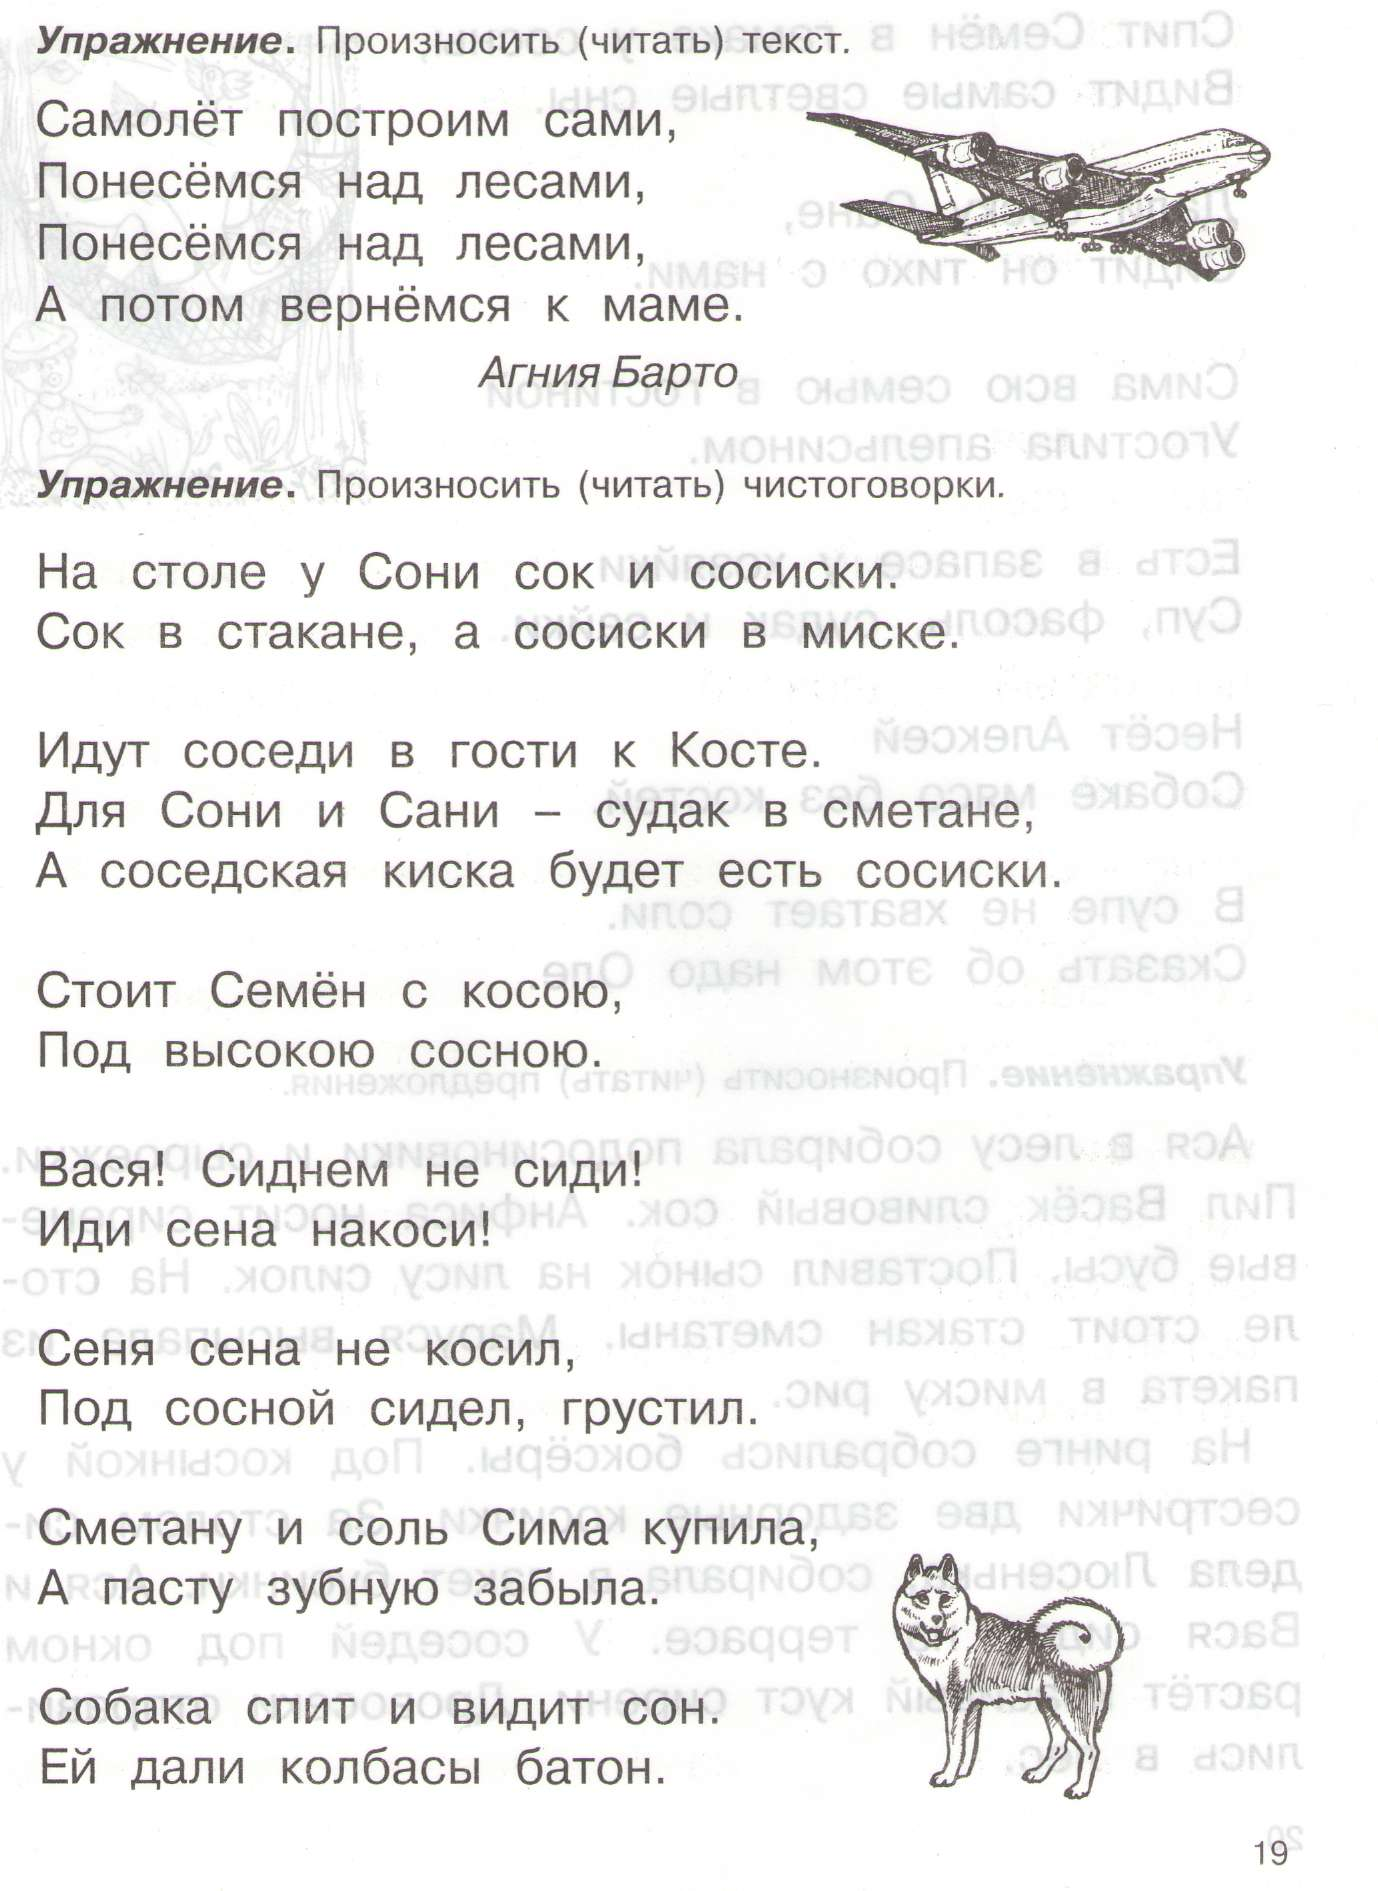 Упражнение. Произносить (читать) текст.
Самолёт построим сами,
Понесёмся над лесами,
Понесёмся над лесами,
А потом вернёмся к маме.
Агния Барто
Упражнение. Произносить (читать) чистоговорки.
На столе у Сони сок и сосиски.
Сок в стакане, а сосиски в миске.
Идут соседи в гости к Косте.
Для Сони и Сани – судак в сметане,
А соседская киска будет есть сосиски.
Стоит Семён с косою,
Под высокою сосною.
Вася! Сиднем не сиди!
Иди сена накоси!
Сеня сена не косил,
Под сосной сидел, грустил.
Сметану и соль Сима купила,
А пасту зубную забыла.
Собака спит и видит сон.
Ей дали колбасы батон.
19